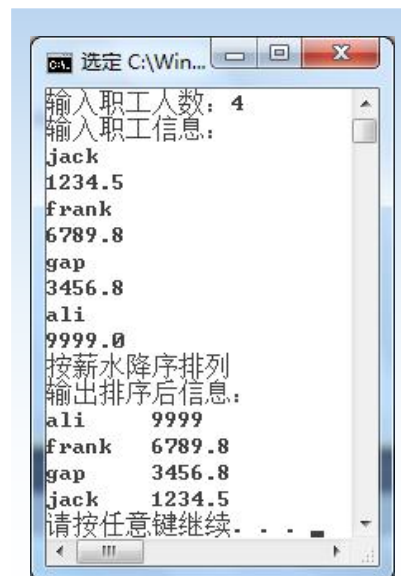 选定 C:\Win...
输入职工人数：4
输入职工信息：
jack
1234.5
frank
6789.8
gap
3456.8
ali
9999.0
按薪水降序排列
输出排序后信息：
ali 9999
frank 6789.8
gap 3456.8
jack 1234.5
请按任意键继续. . .